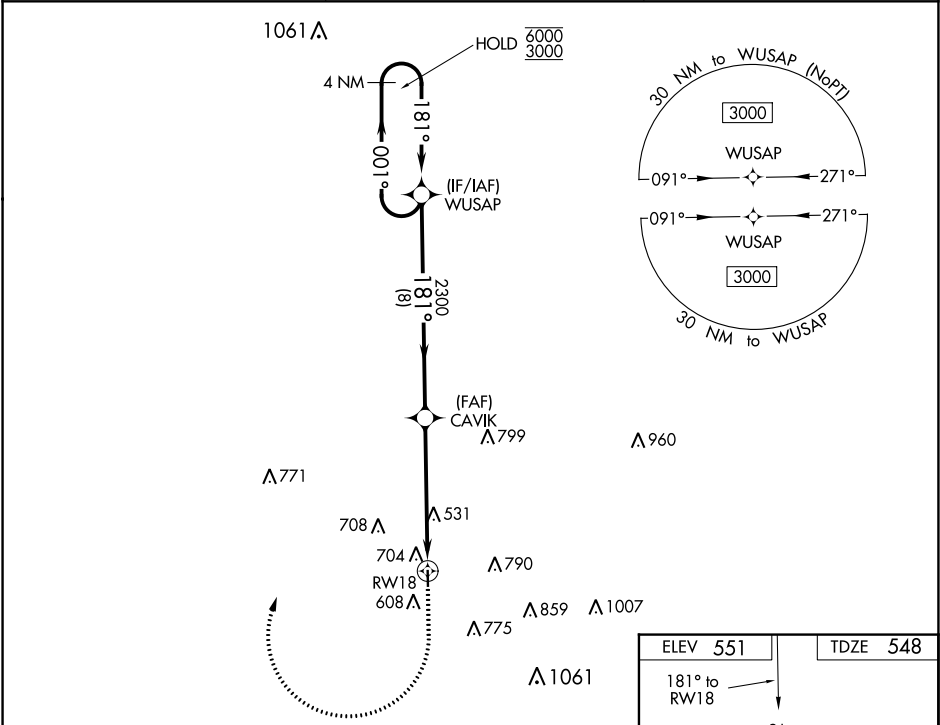 1061
HOLD 6000
3000
4 NM
181°
001°
(IF/IAF)
WUSAP
2300
181°
(8)
(FAF)
CAVIK
799
960
771
531
708
704
790
RW18
608
859
1007
775
1061
30 NM to WUSAP (NoPT)
3000
WUSAP
091°
271°
091°
271°
WUSAP
3000
30 NM to WUSAP
ELEV 551
TDZE 548
181° to
RW18